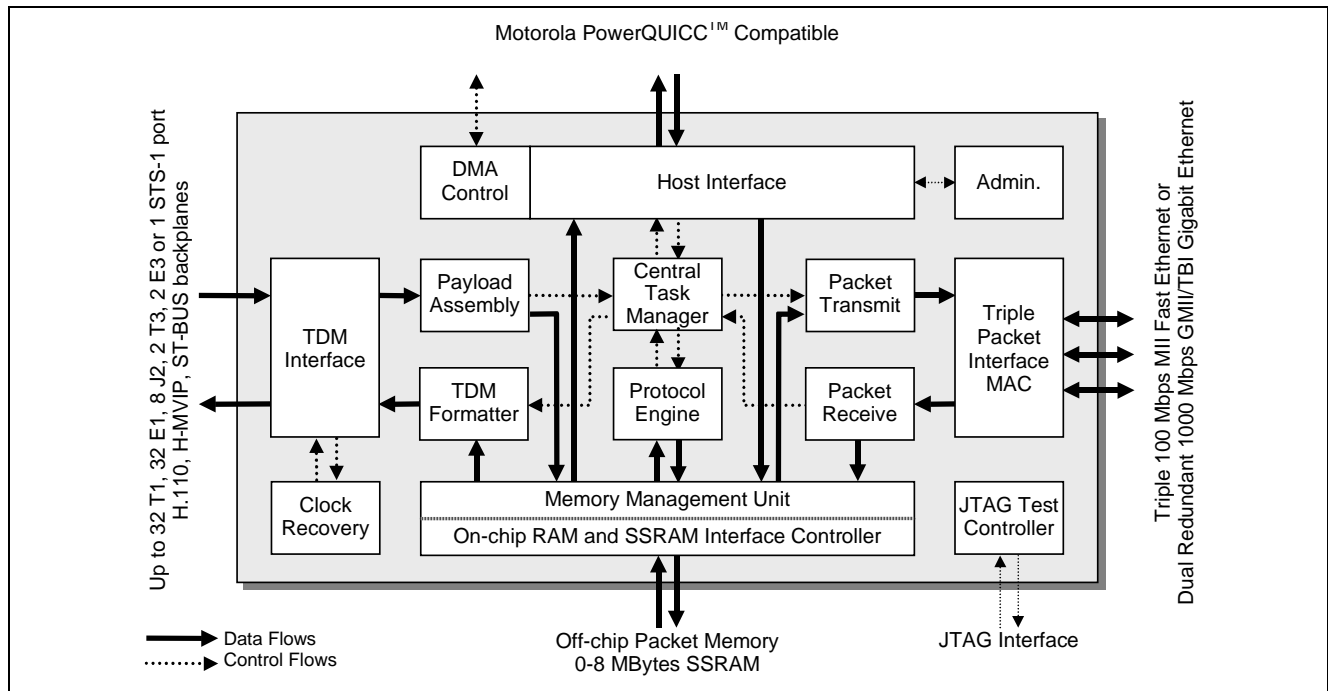 Motorola PowerQUICC™ Compatible
Up to 32 T1, 32 E1, 8 J2, 2 T3, 2 E3 or 1 STS-1 port
H.110, H-MVIP, ST-BUS backplanes
DMA
Control
Host Interface
Admin.
TDM
Interface
Payload
Assembly
Central
Task
Manager
Packet
Transmit
Triple
Packet
Interface
MAC
TDM
Formatter
Protocol
Engine
Packet
Receive
Clock
Recovery
Memory Management Unit
On-chip RAM and SSRAM Interface Controller
JTAG Test
Controller
Triple 100 Mbps MII Fast Ethernet or
Dual Redundant 1000 Mbps GMII/TBI Gigabit Ethernet
Data Flows
Control Flows
Off-chip Packet Memory
0-8 MBytes SSRAM
JTAG Interface